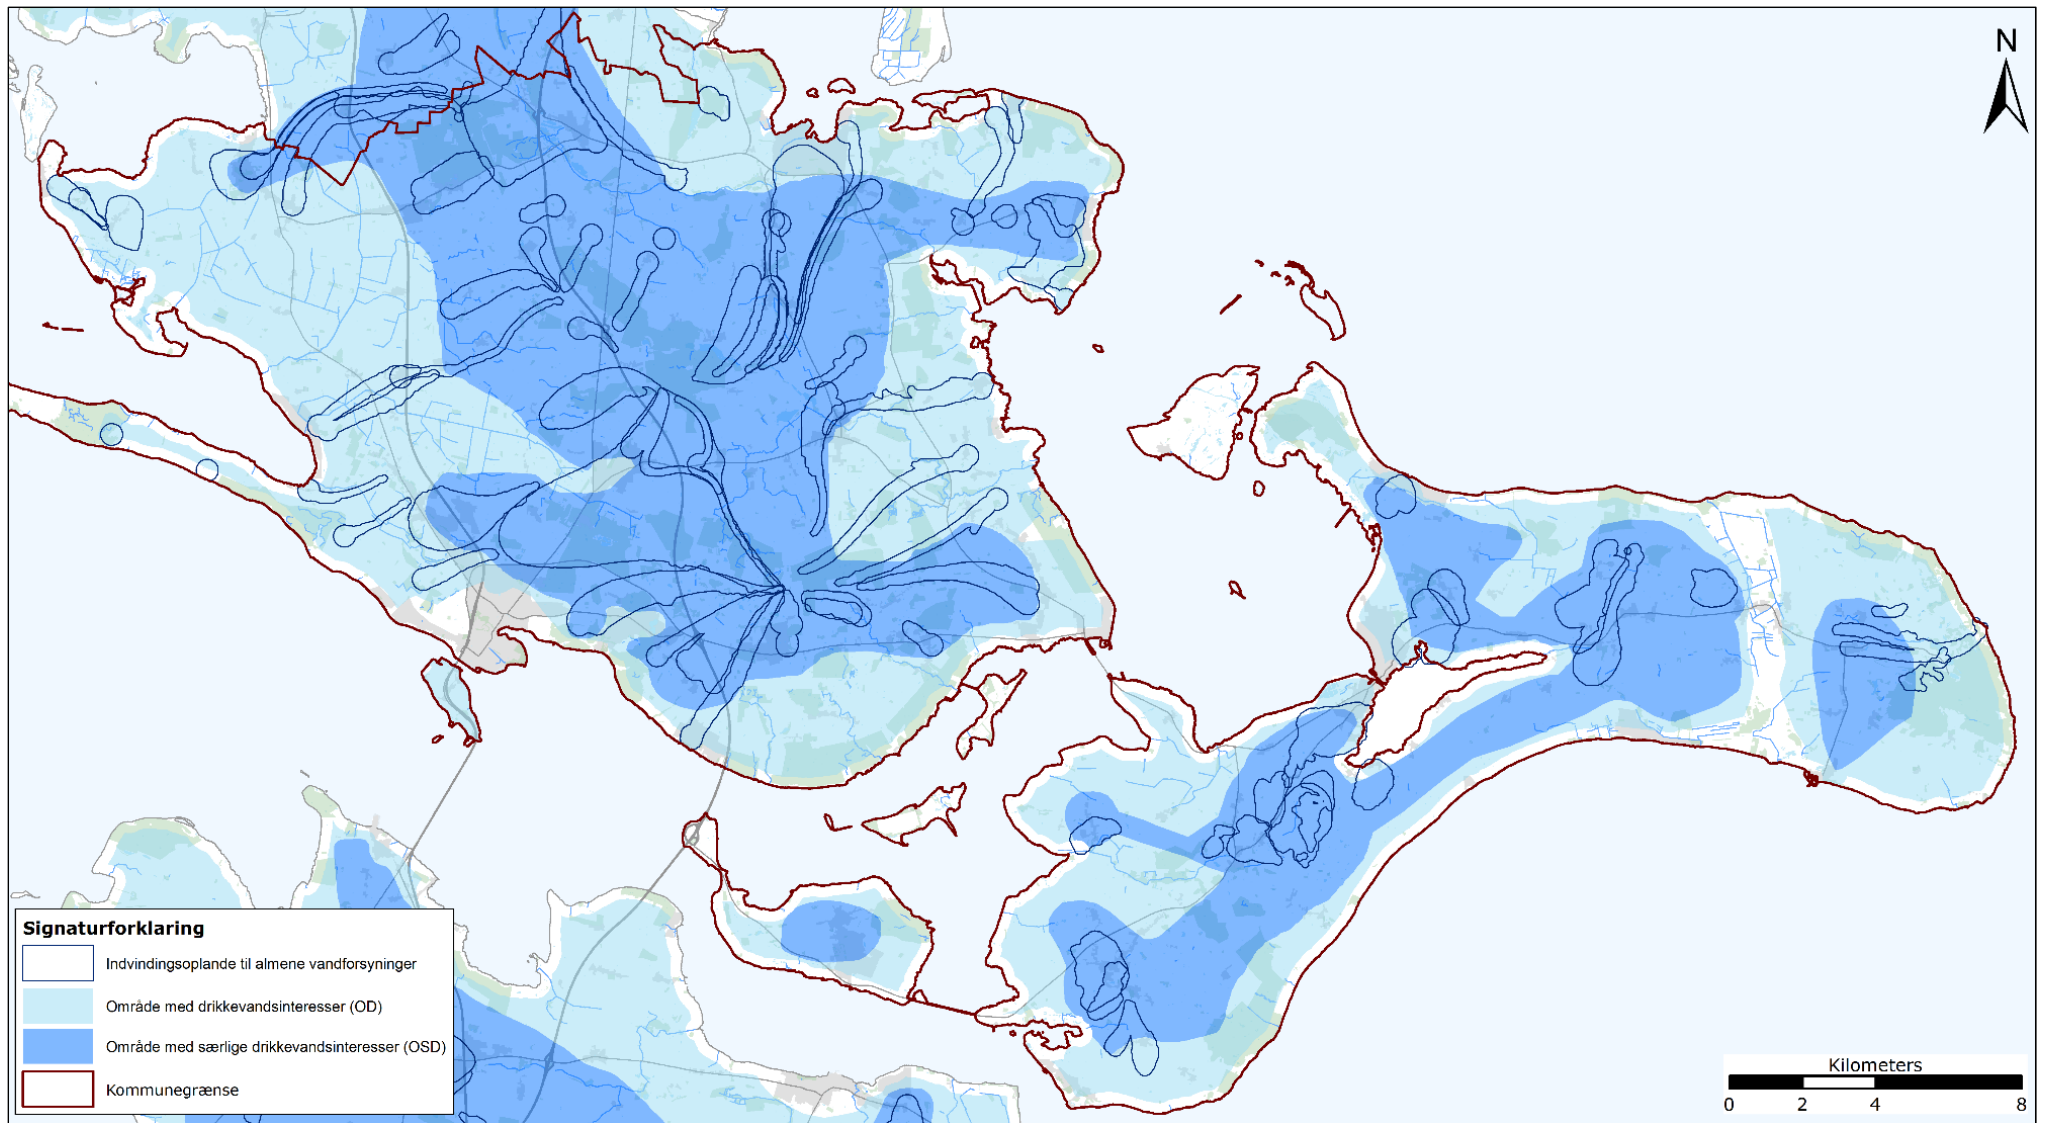 N
Signaturforklaring
Indvindingsoplande til almene vandforsyninger
Område med drikkevandsinteresser (OD)
Område med særlige drikkevandsinteresser (OSD)
Kommunegrænse
Kilometers
0 2 4 8